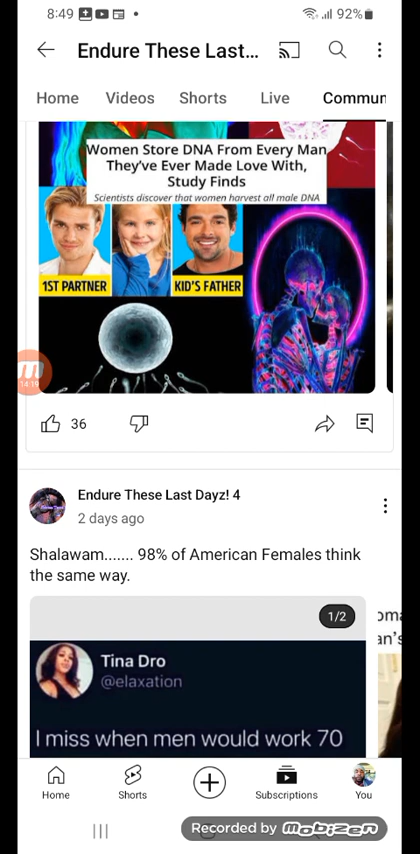 8:49
92%
Endure These Last...
Home Videos Shorts Live Commun
Women Store DNA From Every Man
They've Ever Made Love With,
Study Finds
Scientists discover that women harvest all male DNA
1ST PARTNER
KID'S FATHER
14:19
36
Endure These Last Dayz! 4
2 days ago
Shalawam....... 98% of American Females think
the same way.
1/2
Tina Dro
@elaxation
I miss when men would work 70
Home Shorts Subscriptions You
Recorded by Mobizen